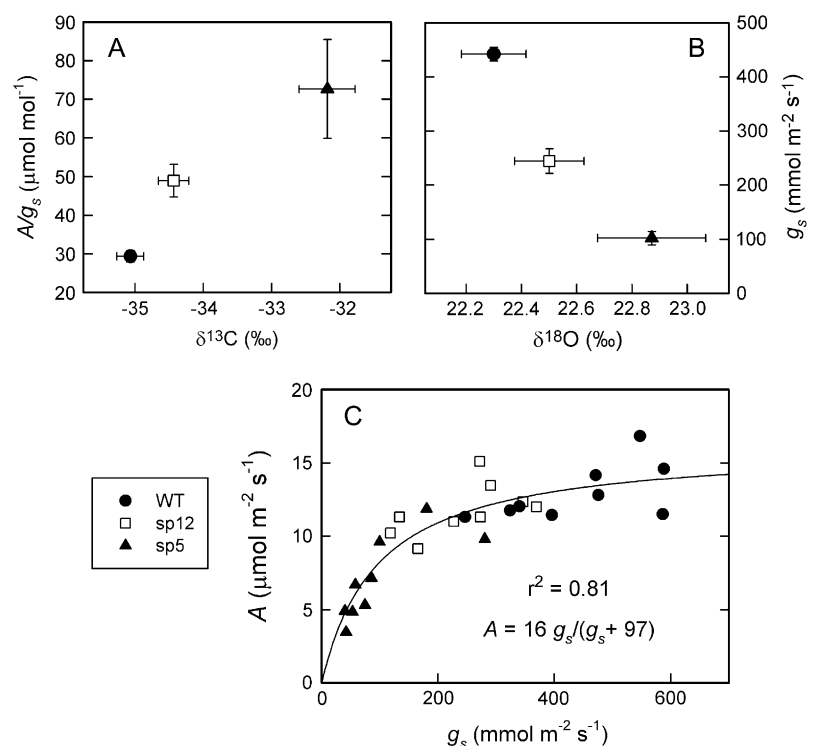 A
A/gs (μmol mol-1)
90
80
70
60
50
40
30
20
-35 -34 -33 -32
δ13C (‰)
B
gs (mmol m-2 s-1)
500
400
300
200
100
0
22.2 22.4 22.6 22.8 23.0
δ18O (‰)
WT
sp12
sp5
C
A (μmol m-2 s-1)
20
15
10
5
0
r2 = 0.81
A = 16 gs/(gs+ 97)
0 200 400 600
gs (mmol m-2 s-1)